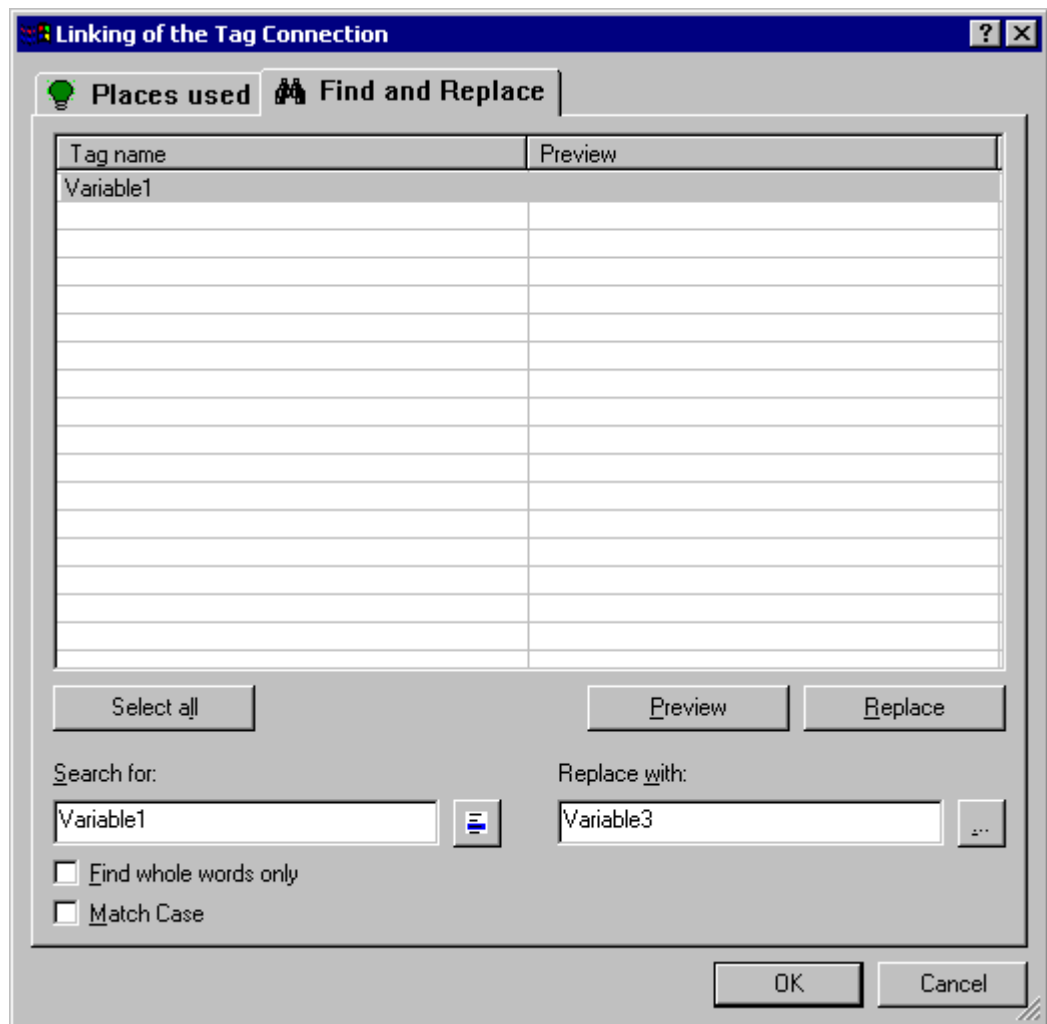 Linking of the Tag Connection
Places used Find and Replace
Tag name Preview
Variable1
Select all Preview Replace
Search for: Replace with:
Variable1 Variable3 ...
Find whole words only
Match Case
OK Cancel